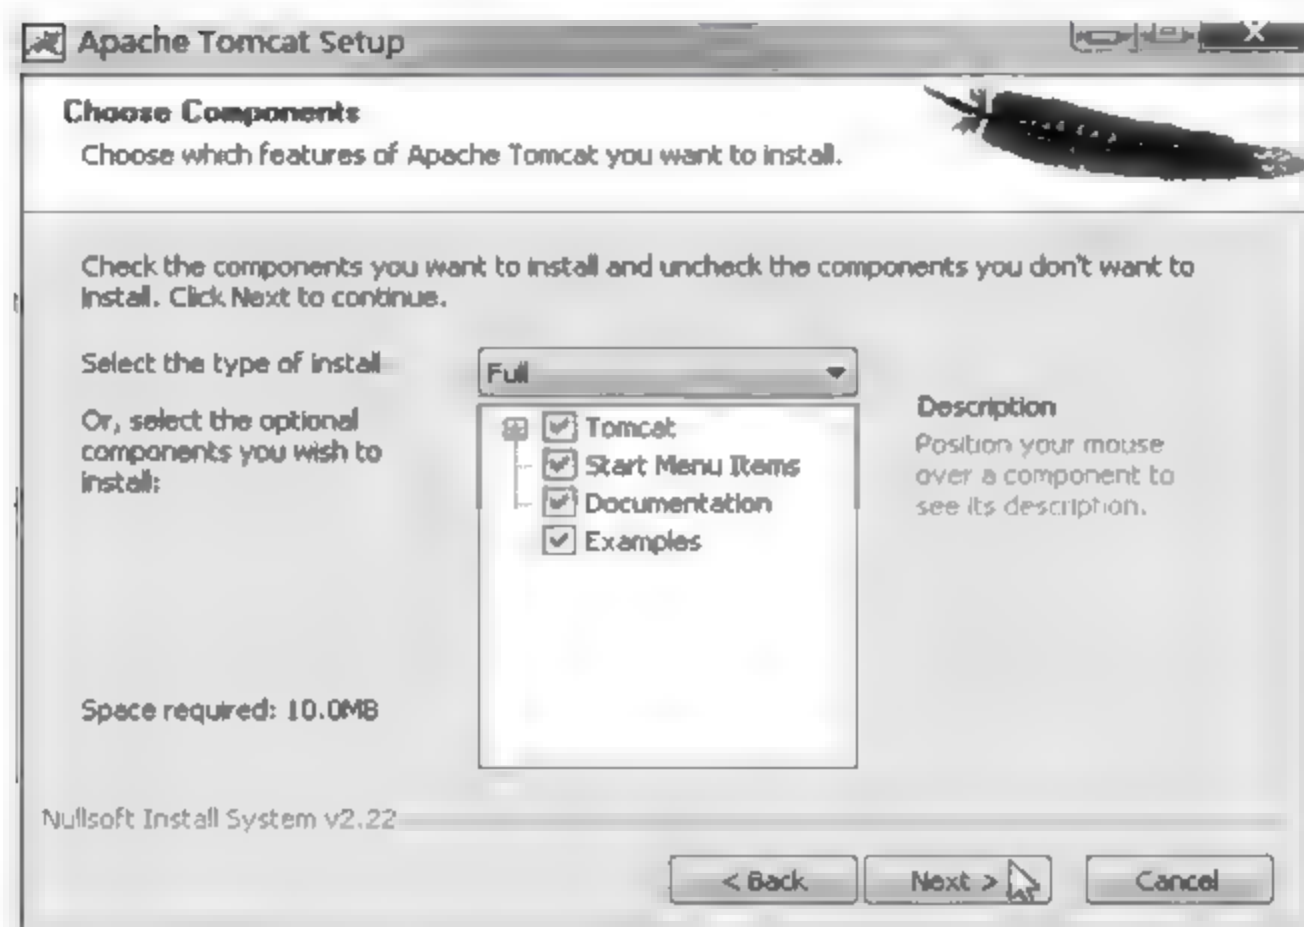 Apache Tomcat Setup
Choose Components
Choose which features of Apache Tomcat you want to install.
Check the components you want to install and uncheck the components you don't want to
install. Click Next to continue.
Select the type of install
Full
Or, select the optional
components you wish to
install:
Tomcat
Start Menu Items
Documentation
Examples
Description
Position your mouse
over a component to
see its description.
Space required: 10.0MB
Nullsoft Install System v2.22
< Back
Next >
Cancel